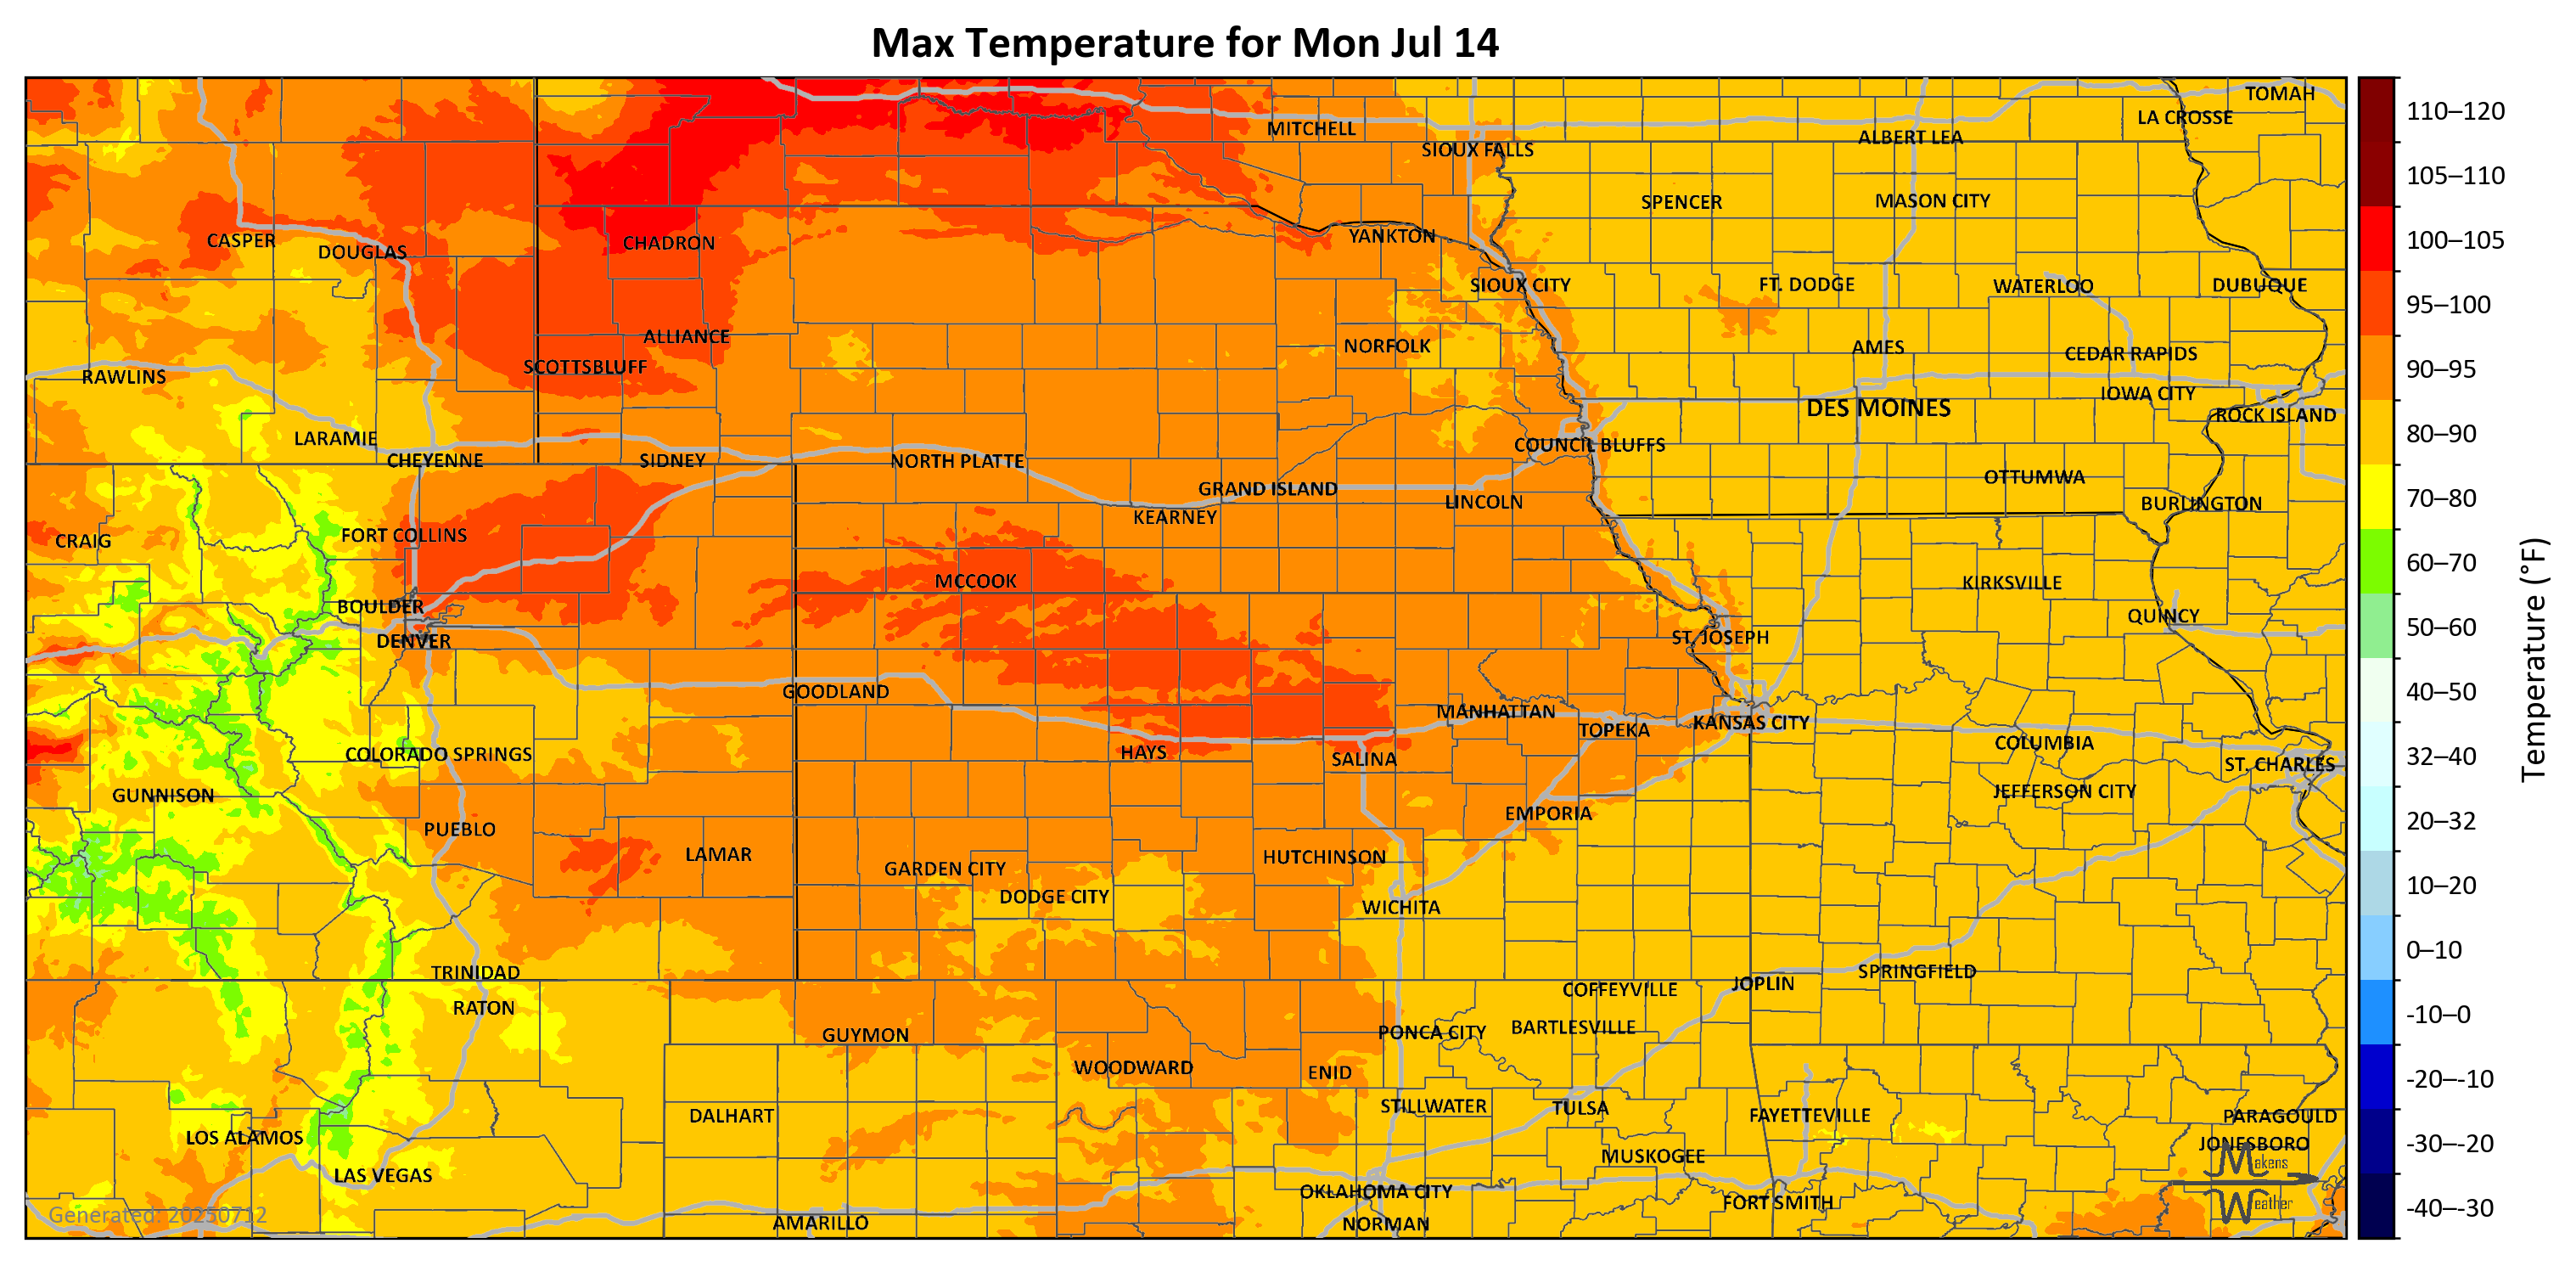 Max Temperature for Mon Jul 14
TOMAH
LA CROSSE
MITCHELL
ALBERT LEA
SIOUX FALLS
SPENCER
MASON CITY
CASPER
DOUGLAS
CHADRON
YANKTON
SIOUX CITY
FT. DODGE
WATERLOO
DUBUQUE
ALLIANCE
NORFOLK
AMES
CEDAR RAPIDS
RAWLINS
SCOTTSBLUFF
IOWA CITY
DES MOINES
ROCK ISLAND
LARAMIE
COUNCIL BLUFFS
CHEYENNE
SIDNEY
NORTH PLATTE
OTTUMWA
GRAND ISLAND
LINCOLN
BURLINGTON
KEARNEY
CRAIG
FORT COLLINS
MCCOOK
KIRKSVILLE
BOULDER
QUINCY
DENVER
ST. JOSEPH
GOODLAND
MANHATTAN
TOPEKA
KANSAS CITY
COLUMBIA
COLORADO SPRINGS
HAYS
SALINA
ST. CHARLES
GUNNISON
JEFFERSON CITY
EMPORIA
PUEBLO
LAMAR
HUTCHINSON
GARDEN CITY
DODGE CITY
WICHITA
TRINIDAD
SPRINGFIELD
JOPLIN
COFFEYVILLE
RATON
GUYMON
PONCA CITY
BARTLESVILLE
WOODWARD
ENID
DALHART
STILLWATER
TULSA
FAYETTEVILLE
PARAGOULD
LOS ALAMOS
JONESBORO
LAS VEGAS
MUSKOGEE
OKLAHOMA CITY
FORT SMITH
AMARILLO
NORMAN
Generated: 20250712
Makens
Weather
110–120
105–110
100–105
95–100
90–95
80–90
70–80
60–70
50–60
40–50
32–40
20–32
10–20
0–10
-10–0
-20–-10
-30–-20
-40–-30
Temperature (°F)